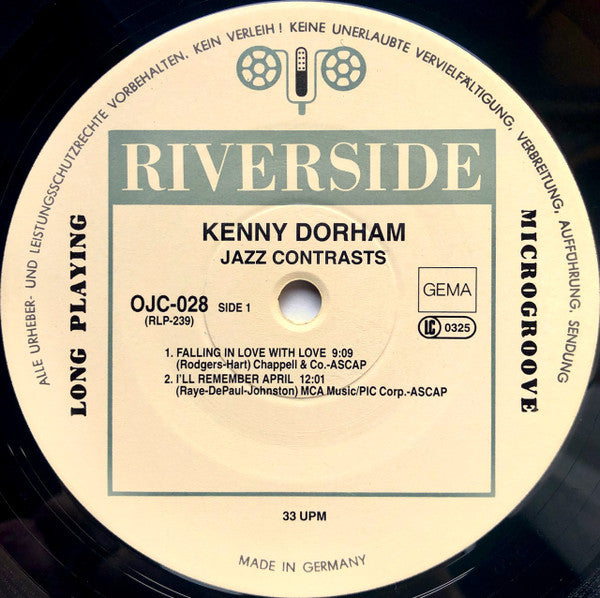 ALLE URHEBER- UND LEISTUNGSSCHUTZRECHTE VORBEHALTEN. KEIN VERLEIH! KEINE UNERLAUBTE VERVIELFÄLTIGUNG, VERBREITUNG, AUFFÜHRUNG, SENDUNG
RIVERSIDE
LONG PLAYING
MICROGROOVE
KENNY DORHAM
JAZZ CONTRASTS
OJC-028 SIDE 1
(RLP-239)
GEMA
LC 0325
1. FALLING IN LOVE WITH LOVE 9:09
(Rodgers-Hart) Chappell & Co.-ASCAP
2. I'LL REMEMBER APRIL 12:01
(Raye-DePaul-Johnston) MCA Music/PIC Corp.-ASCAP
33 UPM
MADE IN GERMANY